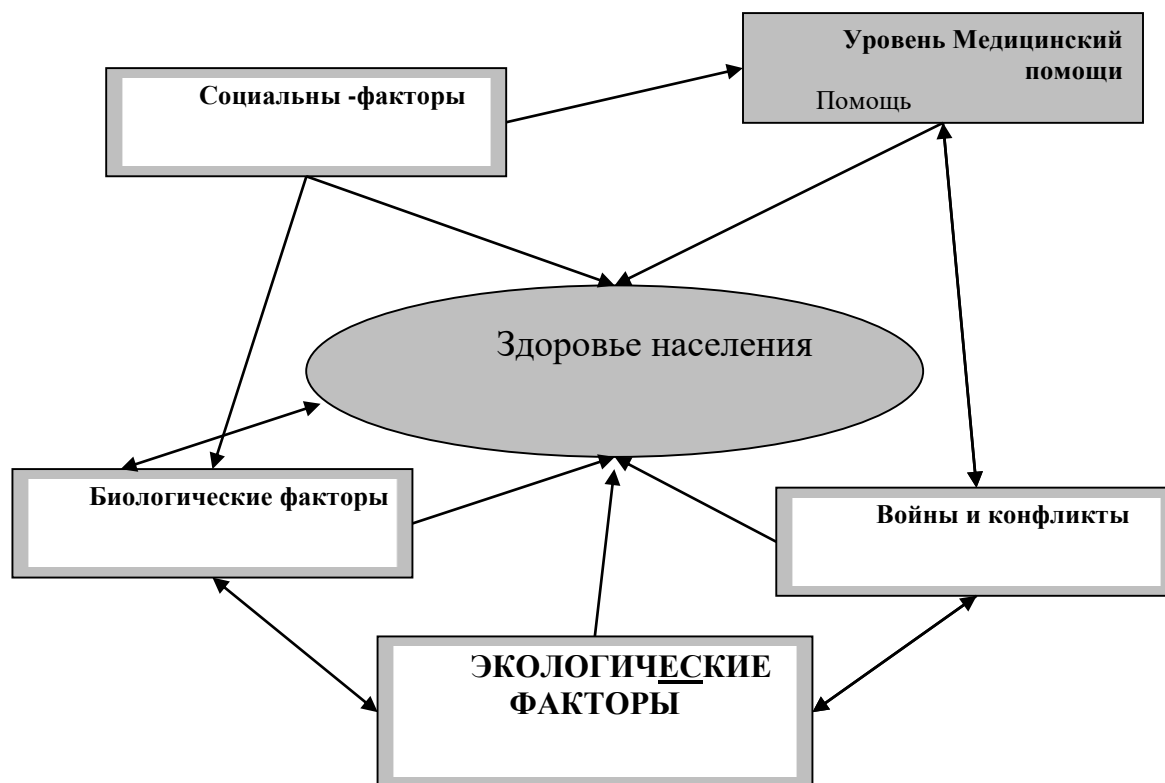 Уровень Медицинский
помощи
Помощь
Социальны -факторы
Здоровье населения
Биологические факторы
Войны и конфликты
ЭКОЛОГИЧЕСКИЕ
ФАКТОРЫ